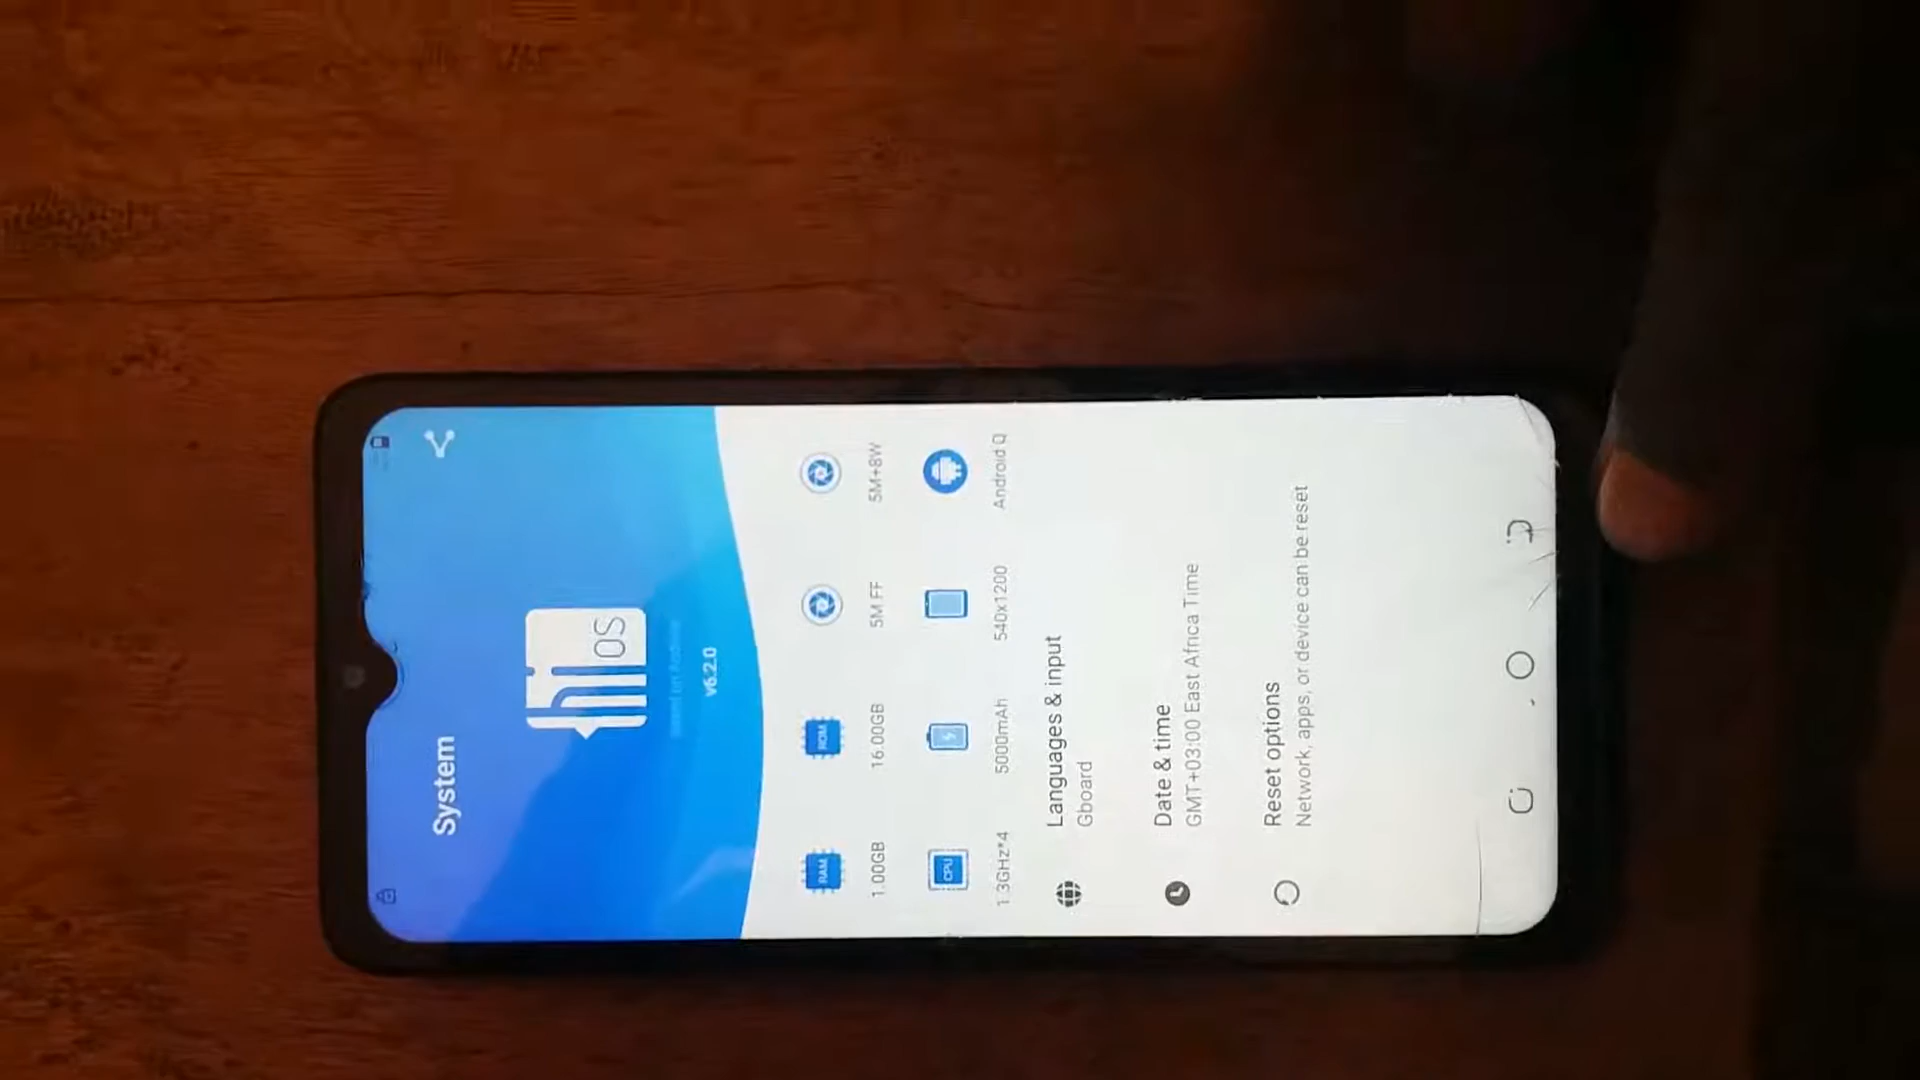 System
hi
OS
v6.2.0
RAM
ROM
1.00GB
16.00GB
5M FF
5M+8W
CPU
1.3GHz*4
5000mAh
540x1200
Android Q
Languages & input
Gboard
Date & time
GMT+03:00 East Africa Time
Reset options
Network, apps, or device can be reset